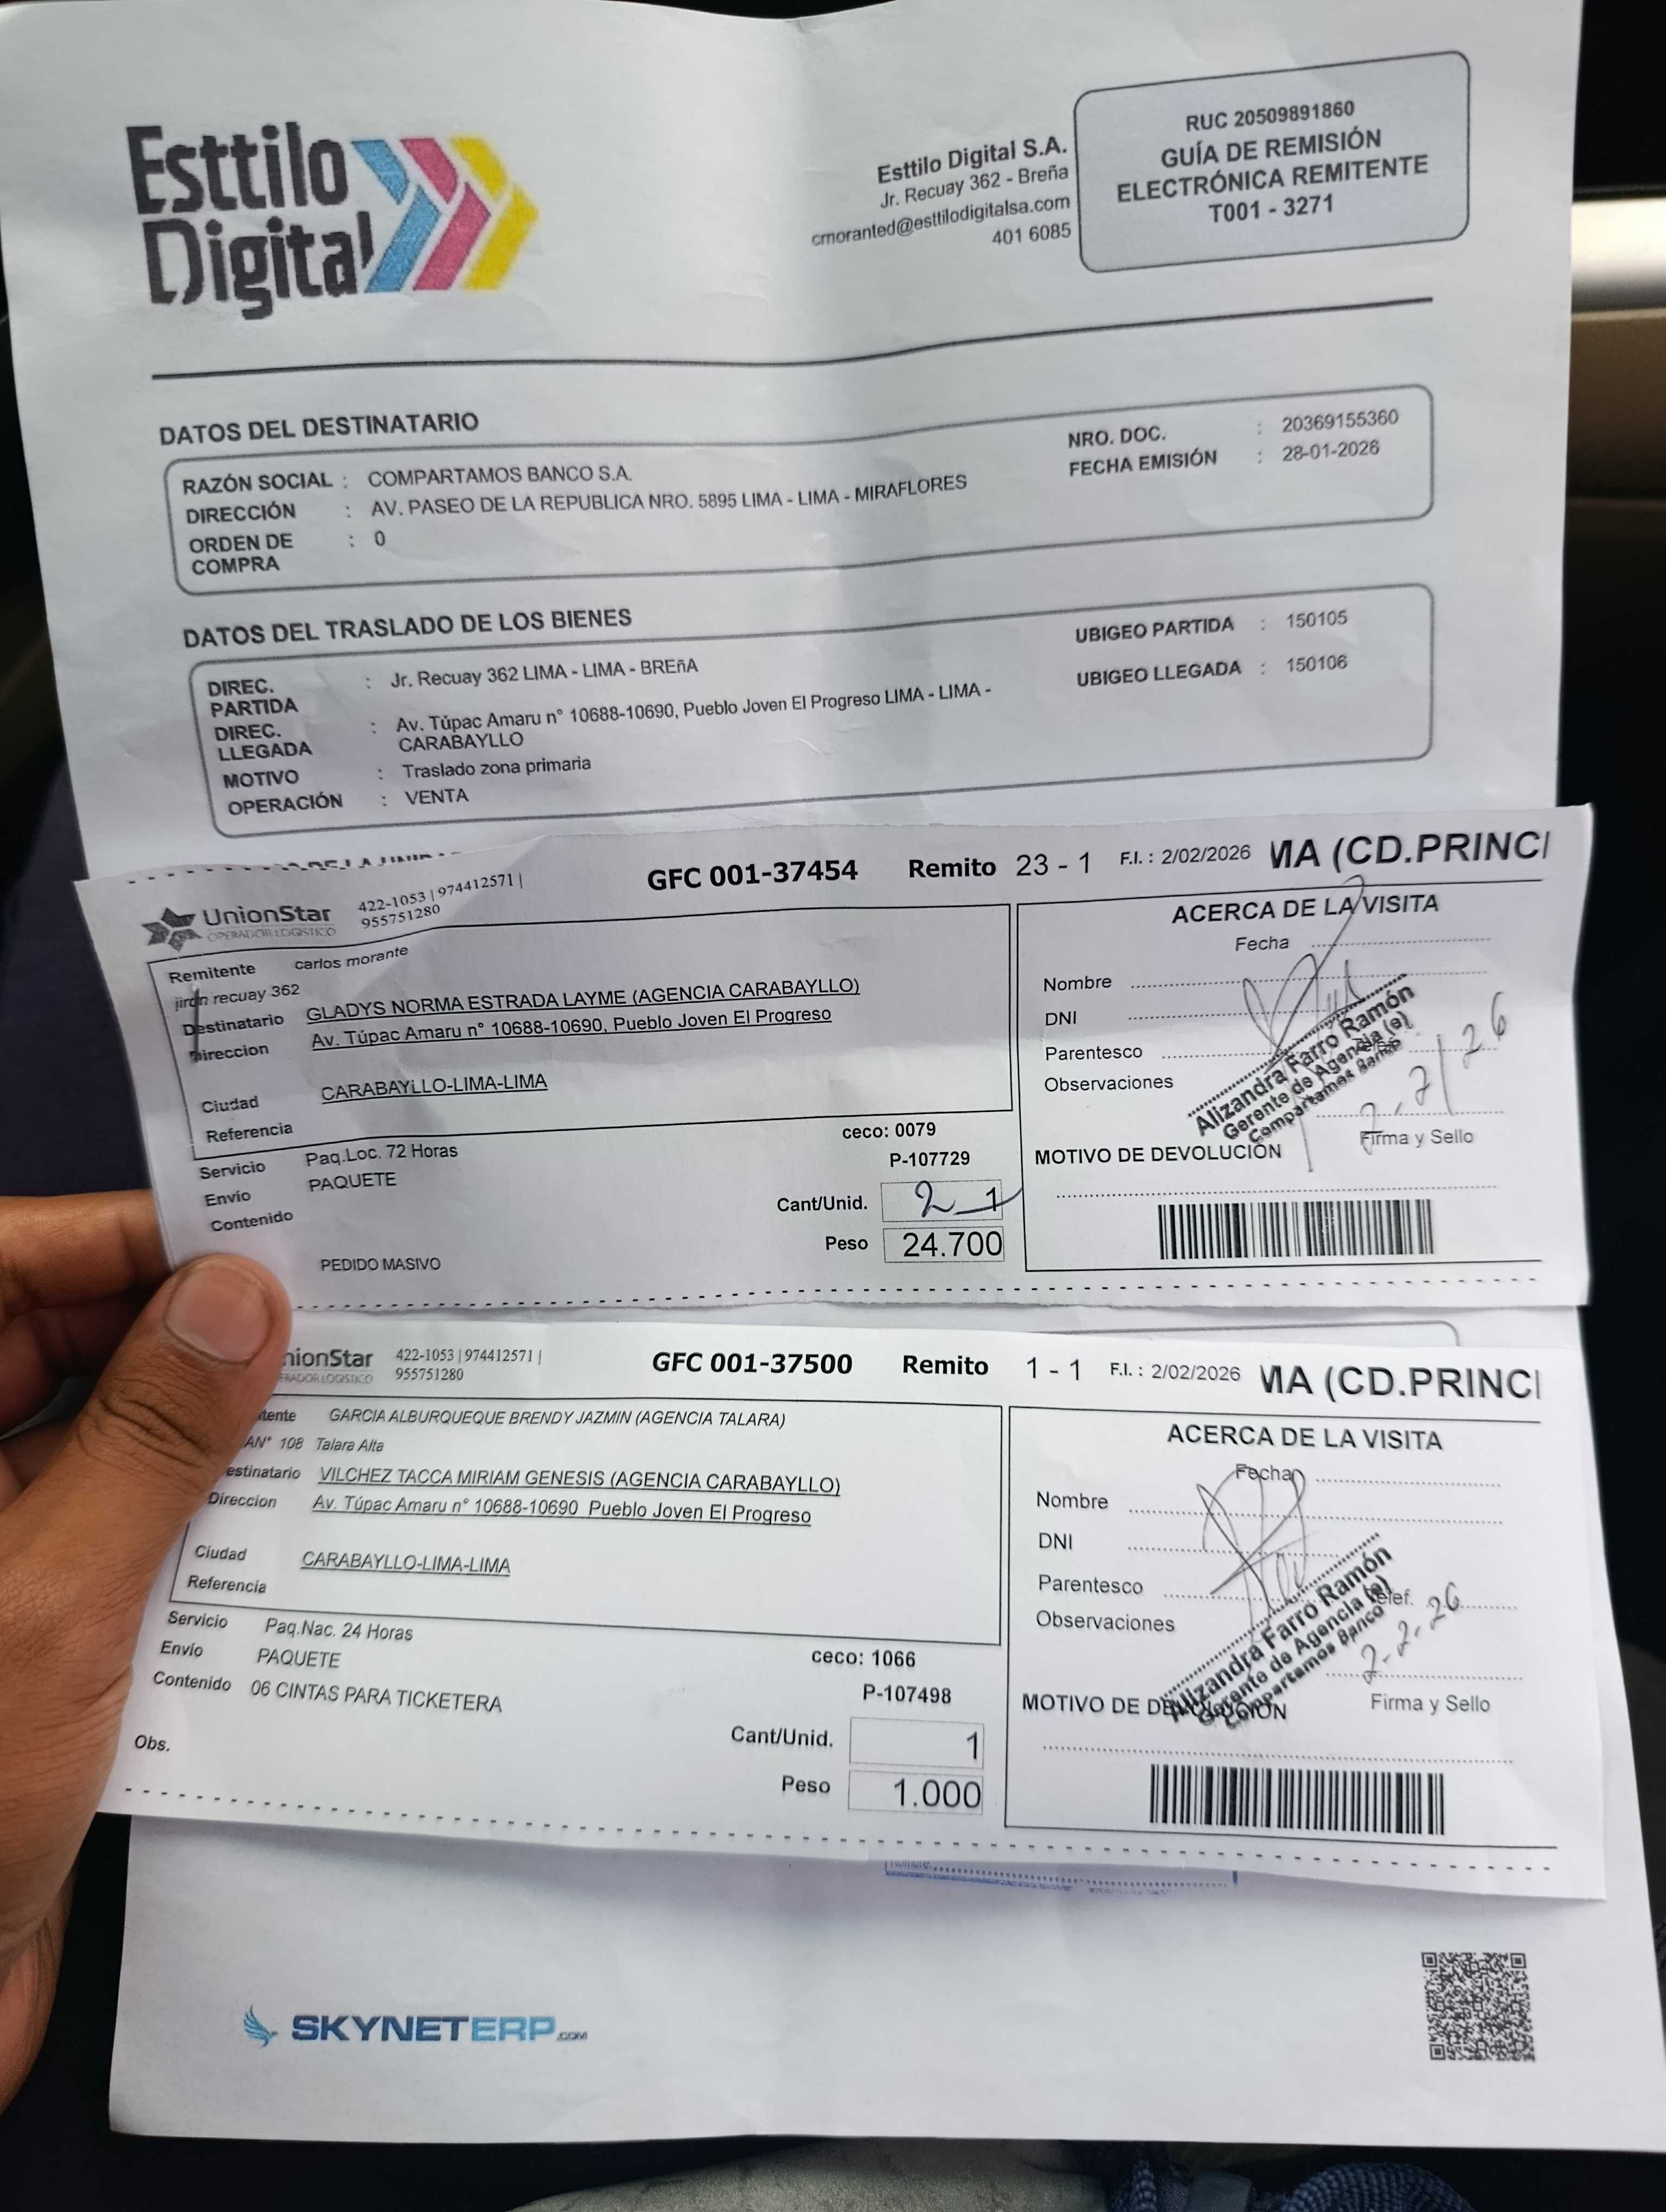 Esttilo
Digital
Esttilo Digital S.A.
Jr. Recuay 362 - Breña
cmoranted@esttilodigitalsa.com
401 6085
RUC 20509891860
GUÍA DE REMISIÓN
ELECTRÓNICA REMITENTE
T001 - 3271
DATOS DEL DESTINATARIO
RAZÓN SOCIAL : COMPARTAMOS BANCO S.A.
DIRECCIÓN : AV. PASEO DE LA REPUBLICA NRO. 5895 LIMA - LIMA - MIRAFLORES
ORDEN DE COMPRA : 0
NRO. DOC. : 20369155360
FECHA EMISIÓN : 28-01-2026
DATOS DEL TRASLADO DE LOS BIENES
DIREC. PARTIDA : Jr. Recuay 362 LIMA - LIMA - BREñA
DIREC. LLEGADA : Av. Túpac Amaru n° 10688-10690, Pueblo Joven El Progreso LIMA - LIMA -
CARABAYLLO
MOTIVO : Traslado zona primaria
OPERACIÓN : VENTA
UBIGEO PARTIDA : 150105
UBIGEO LLEGADA : 150106
UnionStar
OPERADOR LOGISTICO
422-1053 | 974412571 |
955751280
GFC 001-37454 Remito 23 - 1 F.I. : 2/02/2026 MA (CD.PRINCI
Remitente carlos morante
jiron recuay 362
Destinatario GLADYS NORMA ESTRADA LAYME (AGENCIA CARABAYLLO)
Direccion Av. Túpac Amaru n° 10688-10690, Pueblo Joven El Progreso
Ciudad CARABAYLLO-LIMA-LIMA
Referencia
Servicio Paq.Loc. 72 Horas
Envío PAQUETE
Contenido
PEDIDO MASIVO
ceco: 0079
P-107729
Cant/Unid. 2 1
Peso 24.700
ACERCA DE LA VISITA
Fecha
Nombre
DNI
Parentesco
Observaciones
Alizandra Farro Ramón
Gerente de Agencia (e)
Compartamos Banco
Firma y Sello
MOTIVO DE DEVOLUCIÓN
nionStar
ERADOR LOGISTICO
422-1053 | 974412571 |
955751280
GFC 001-37500 Remito 1 - 1 F.I. : 2/02/2026 MA (CD.PRINCI
tente GARCIA ALBURQUEQUE BRENDY JAZMIN (AGENCIA TALARA)
AN° 108 Talara Alta
estinatario VILCHEZ TACCA MIRIAM GENESIS (AGENCIA CARABAYLLO)
Direccion Av. Túpac Amaru n° 10688-10690 Pueblo Joven El Progreso
Ciudad CARABAYLLO-LIMA-LIMA
Referencia
Servicio Paq.Nac. 24 Horas
Envío PAQUETE
Contenido 06 CINTAS PARA TICKETERA
Obs.
ceco: 1066
P-107498
Cant/Unid. 1
Peso 1.000
ACERCA DE LA VISITA
Fecha
Nombre
DNI
Parentesco
Telef.
Observaciones
Alizandra Farro Ramón
Gerente de Agencia (e)
Compartamos Banco
2-2-26
Firma y Sello
MOTIVO DE DEVOLUCIÓN
Nombre:
SKYNETERP.COM